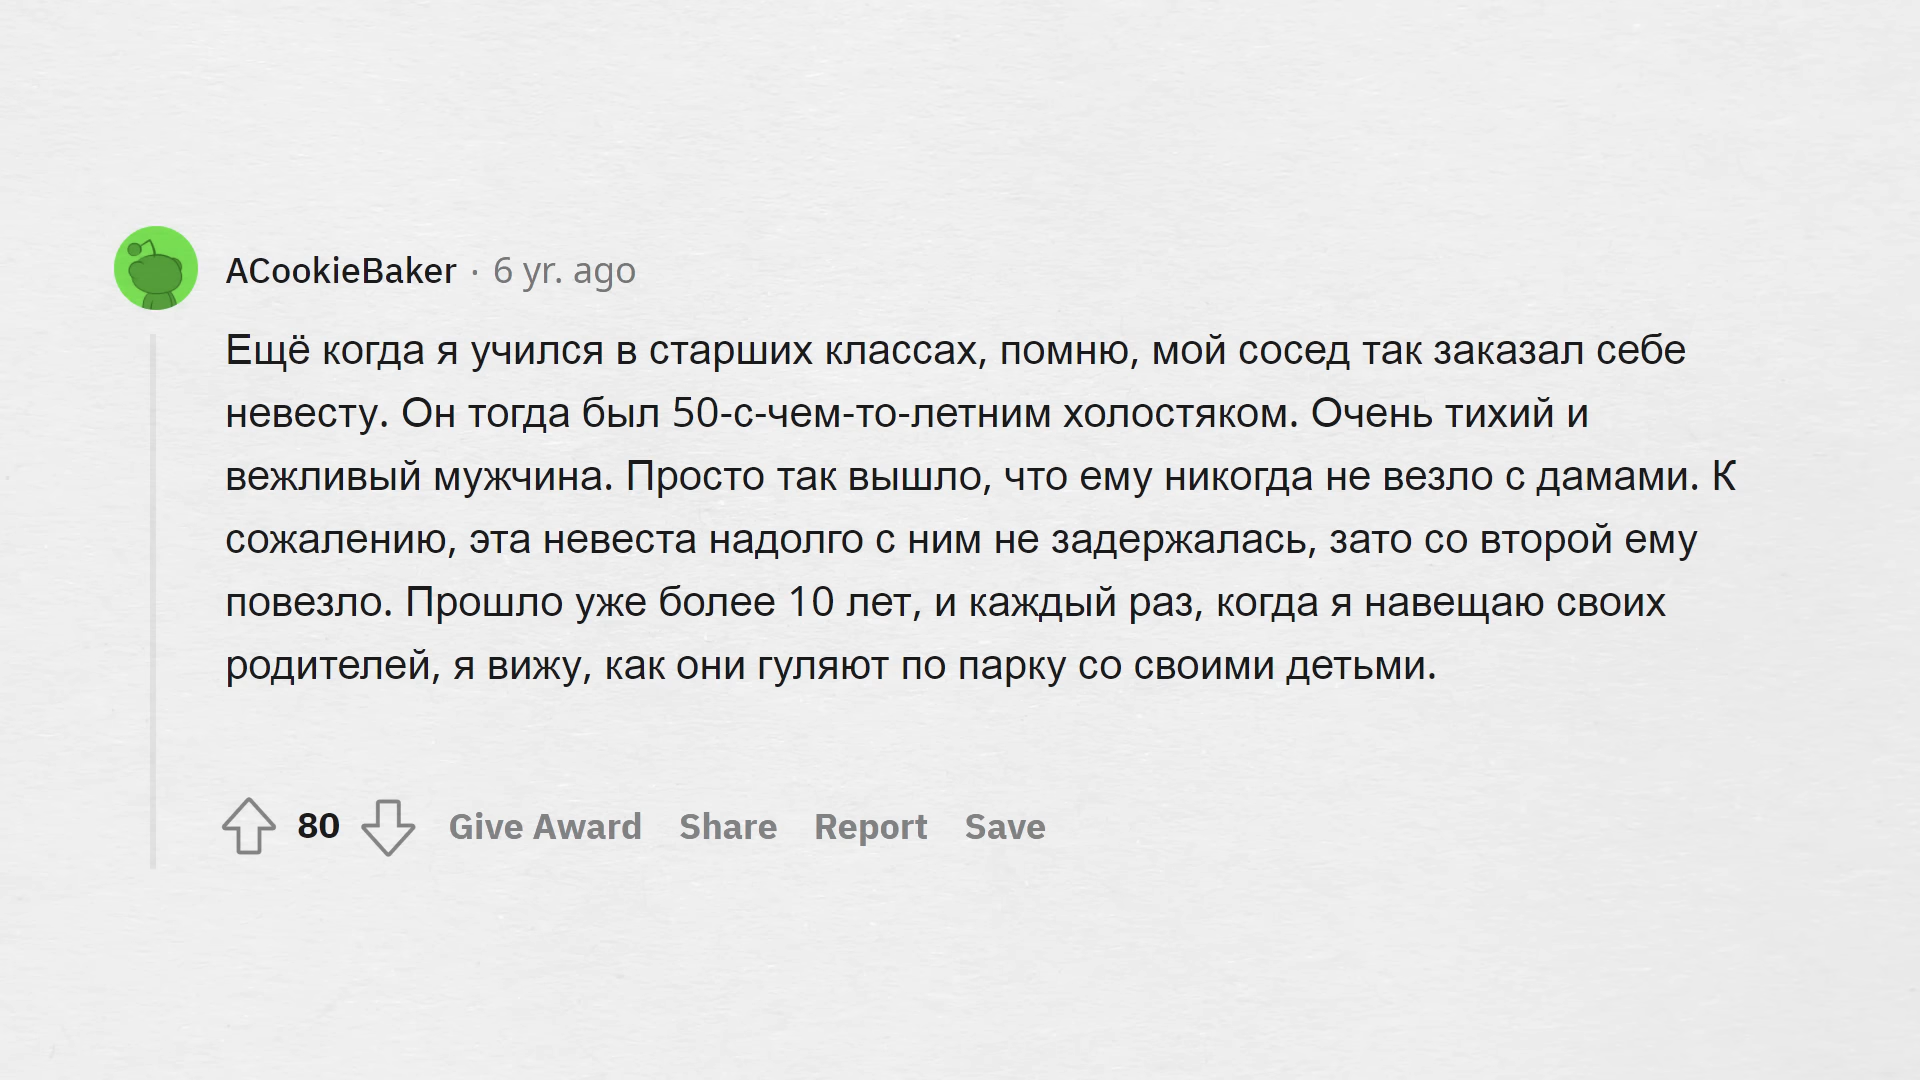 ACookieBaker · 6 yr. ago
Ещё когда я учился в старших классах, помню, мой сосед так заказал себе
невесту. Он тогда был 50-с-чем-то-летним холостяком. Очень тихий и
вежливый мужчина. Просто так вышло, что ему никогда не везло с дамами. К
сожалению, эта невеста надолго с ним не задержалась, зато со второй ему
повезло. Прошло уже более 10 лет, и каждый раз, когда я навещаю своих
родителей, я вижу, как они гуляют по парку со своими детьми.
80 Give Award Share Report Save